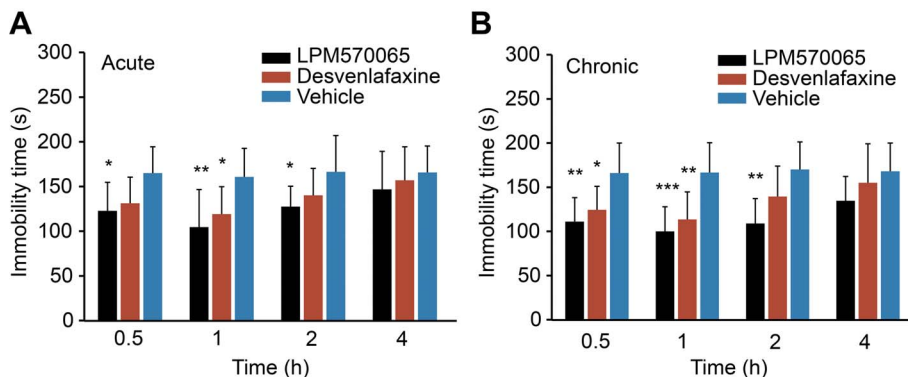 A
Acute
LPM570065
Desvenlafaxine
Vehicle
Immobility time (s)
300
250
200
150
100
50
0
*
** *
*
0.5 1 2 4
Time (h)
B
Chronic
LPM570065
Desvenlafaxine
Vehicle
Immobility time (s)
300
250
200
150
100
50
0
** *
*** **
**
0.5 1 2 4
Time (h)